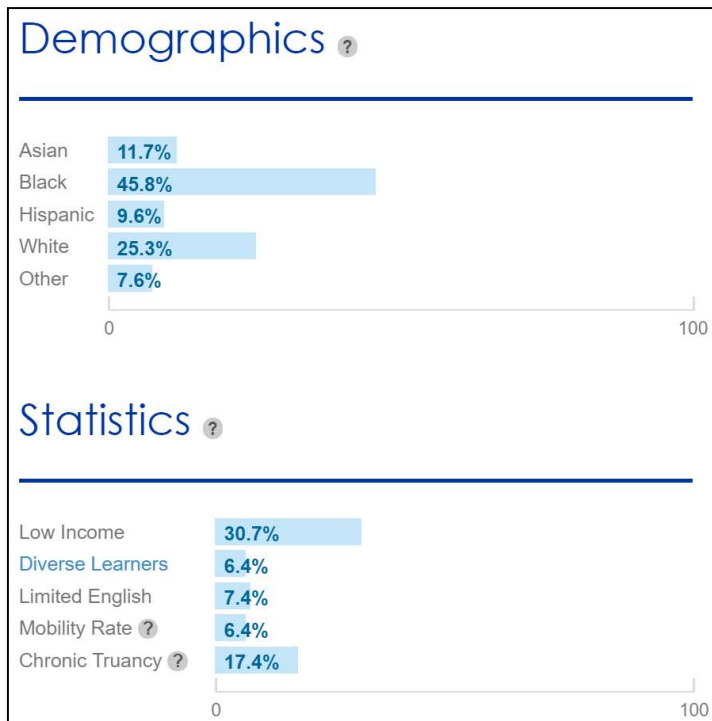 Demographics ?
Asian 11.7%
Black 45.8%
Hispanic 9.6%
White 25.3%
Other 7.6%
0 100
Statistics ?
Low Income 30.7%
Diverse Learners 6.4%
Limited English 7.4%
Mobility Rate ? 6.4%
Chronic Truancy ? 17.4%
0 100